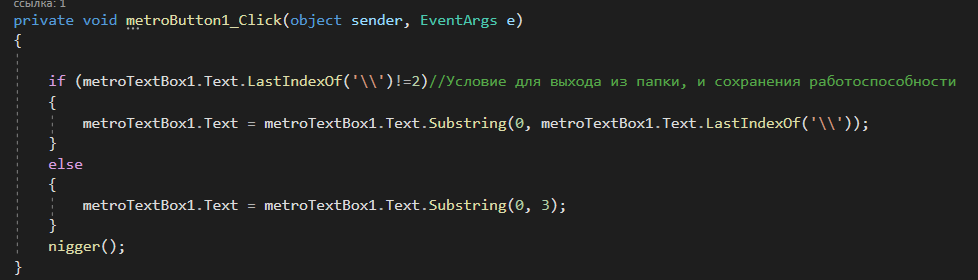 ссылка: 1
private void metroButton1_Click(object sender, EventArgs e)
{
if (metroTextBox1.Text.LastIndexOf('\\')!=2)//Условие для выхода из папки, и сохранения работоспособности
{
metroTextBox1.Text = metroTextBox1.Text.Substring(0, metroTextBox1.Text.LastIndexOf('\\'));
}
else
{
metroTextBox1.Text = metroTextBox1.Text.Substring(0, 3);
}
nigger();
}